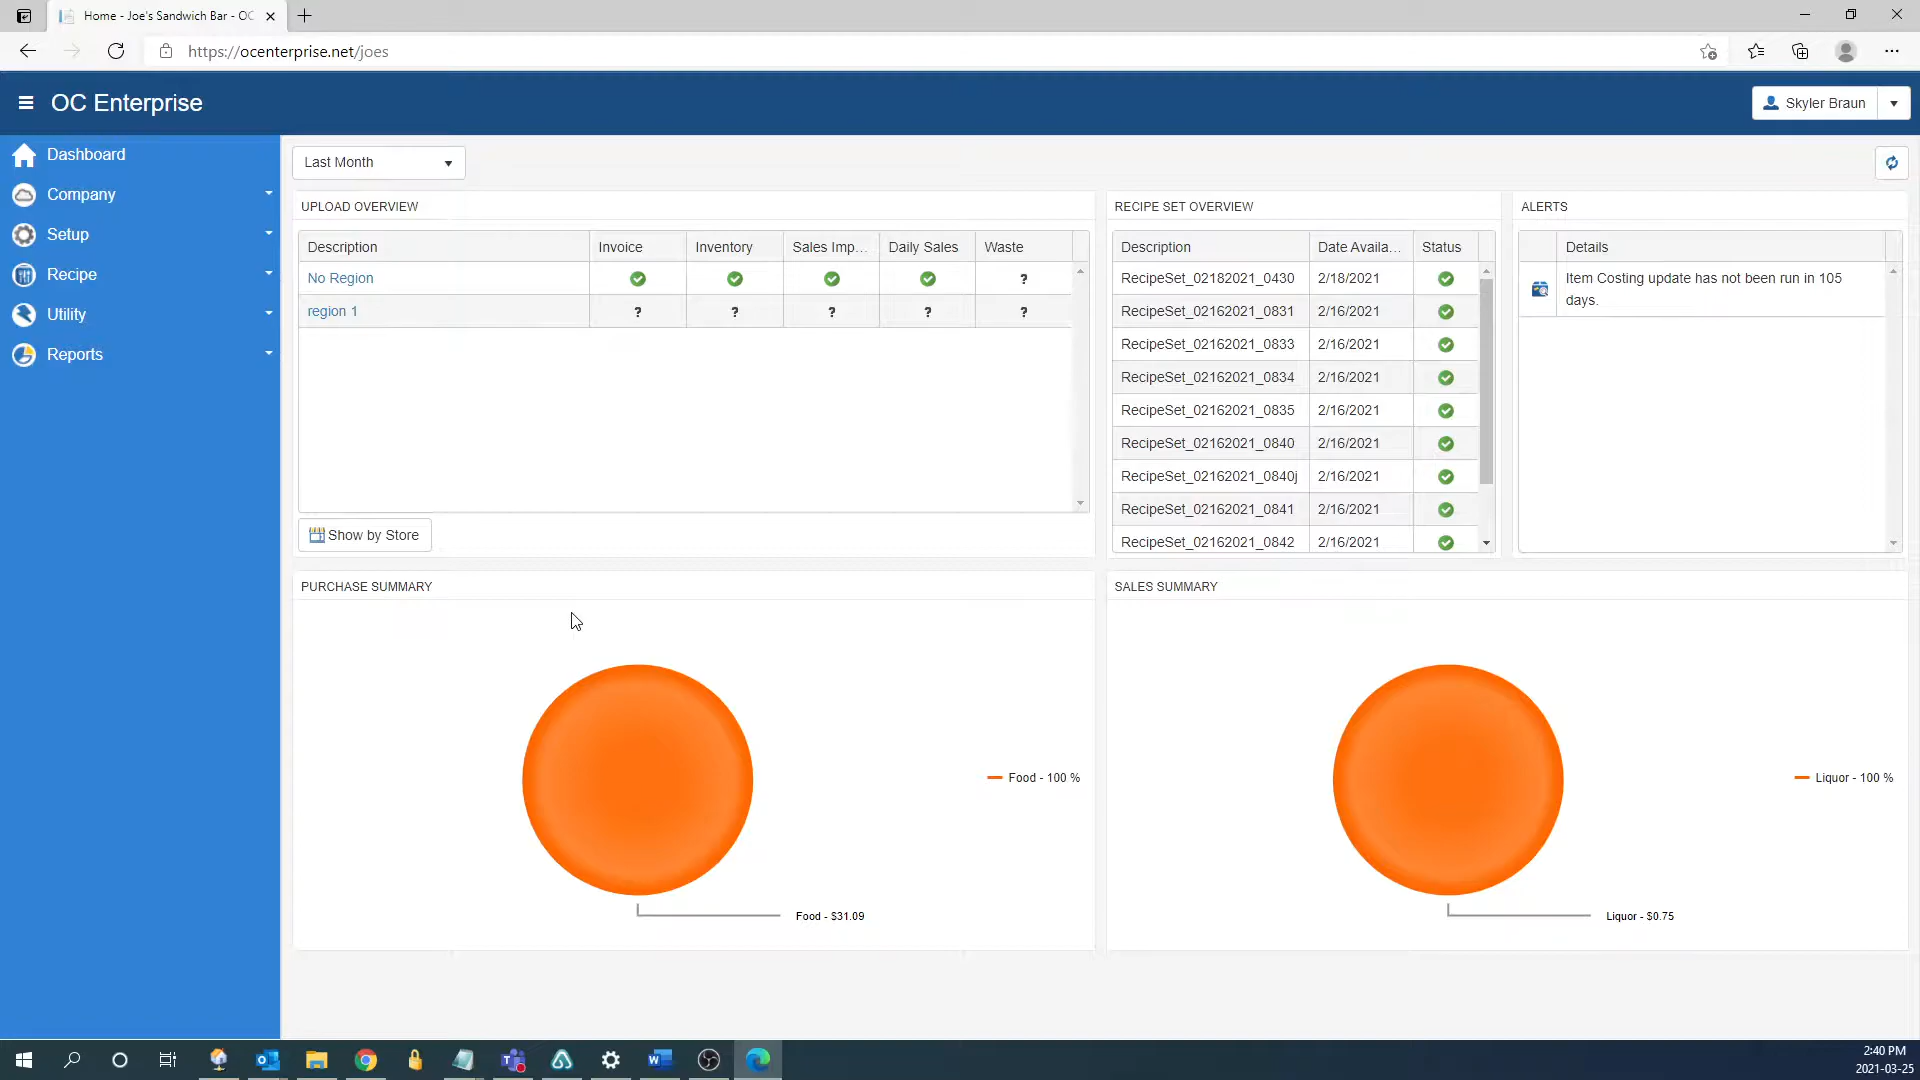 Home - Joe's Sandwich Bar - OC
https://ocenterprise.net/joes
OC Enterprise
Skyler Braun
Dashboard
Company
Setup
Recipe
Utility
Reports
Last Month
UPLOAD OVERVIEW
Description Invoice Inventory Sales Imp... Daily Sales Waste
No Region ?
region 1 ? ? ? ? ?
Show by Store
RECIPE SET OVERVIEW
Description Date Availa... Status
RecipeSet_02182021_0430 2/18/2021
RecipeSet_02162021_0831 2/16/2021
RecipeSet_02162021_0833 2/16/2021
RecipeSet_02162021_0834 2/16/2021
RecipeSet_02162021_0835 2/16/2021
RecipeSet_02162021_0840 2/16/2021
RecipeSet_02162021_0840j 2/16/2021
RecipeSet_02162021_0841 2/16/2021
RecipeSet_02162021_0842 2/16/2021
ALERTS
Details
Item Costing update has not been run in 105
days.
PURCHASE SUMMARY
Food - 100 %
Food - $31.09
SALES SUMMARY
Liquor - 100 %
Liquor - $0.75
2:40 PM
2021-03-25